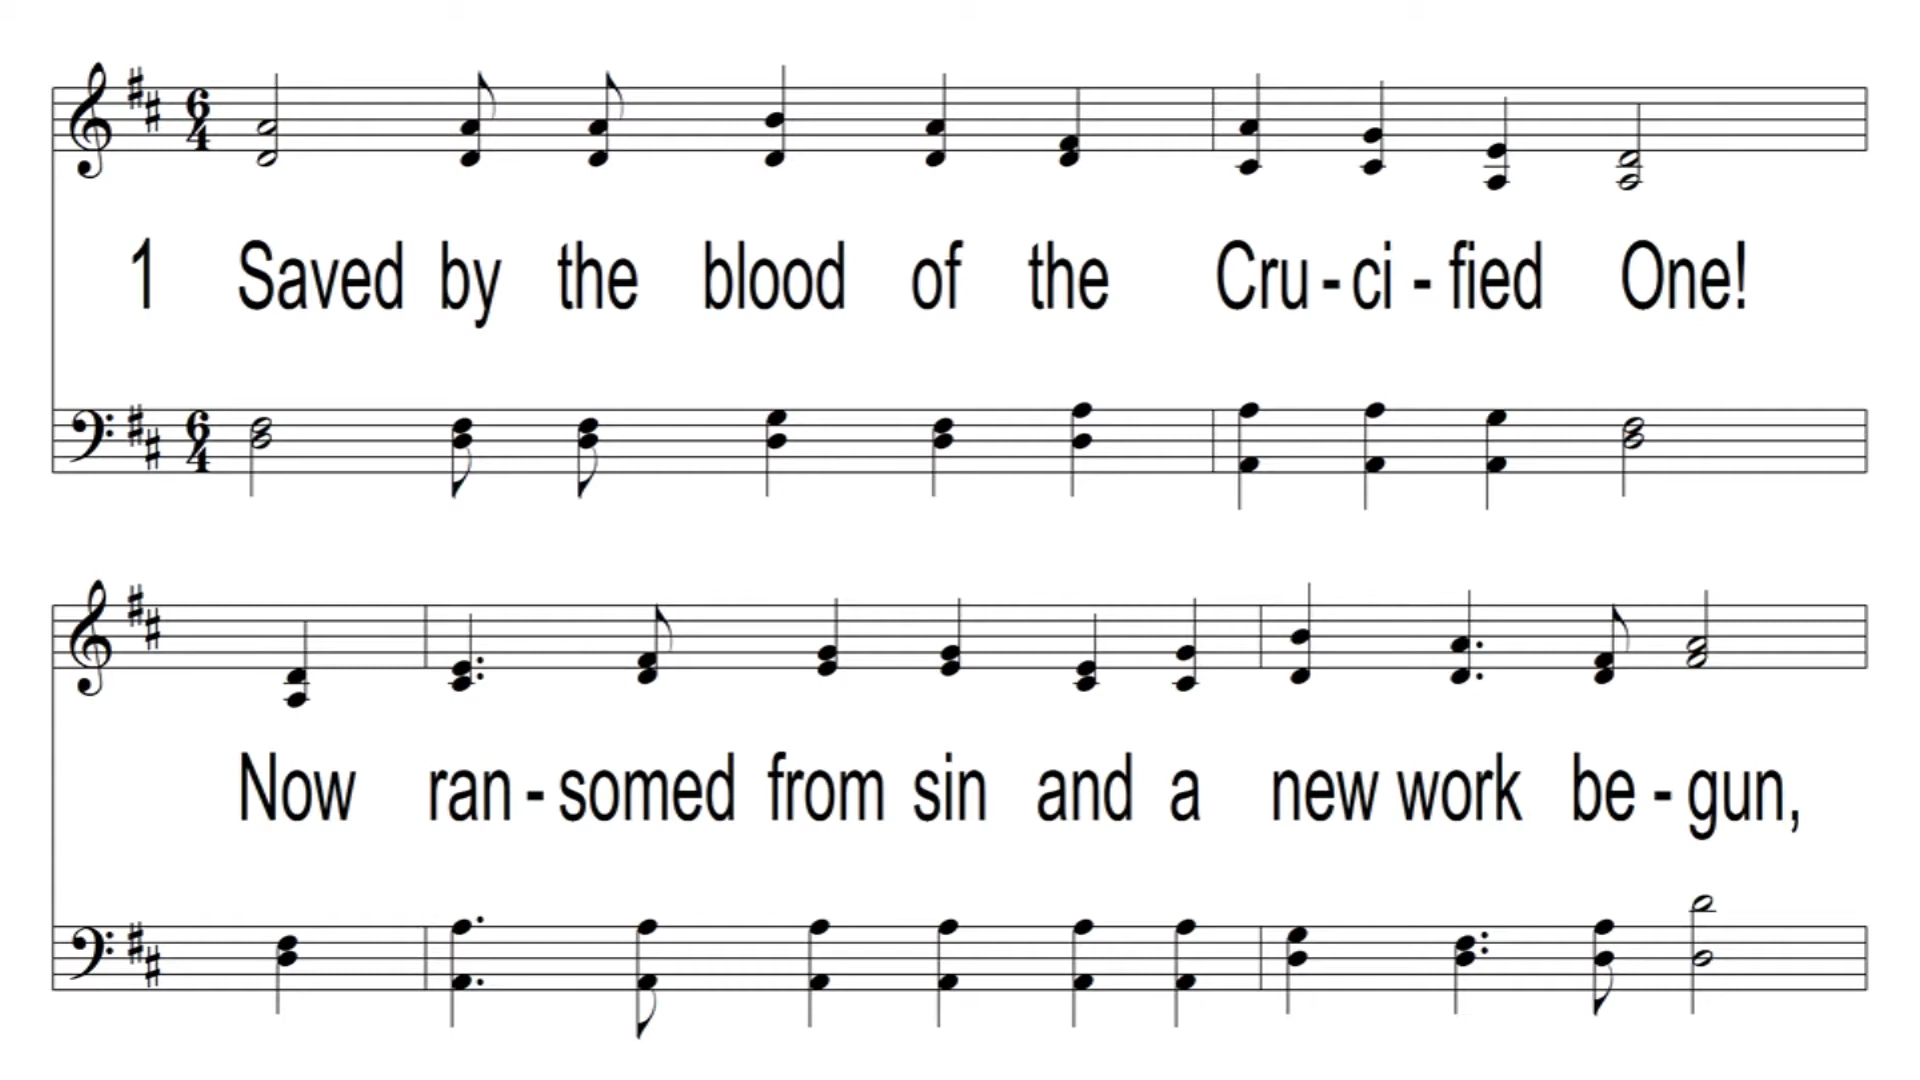 1 Saved by the blood of the Cru - ci - fied One!
Now ran - somed from sin and a new work be - gun,